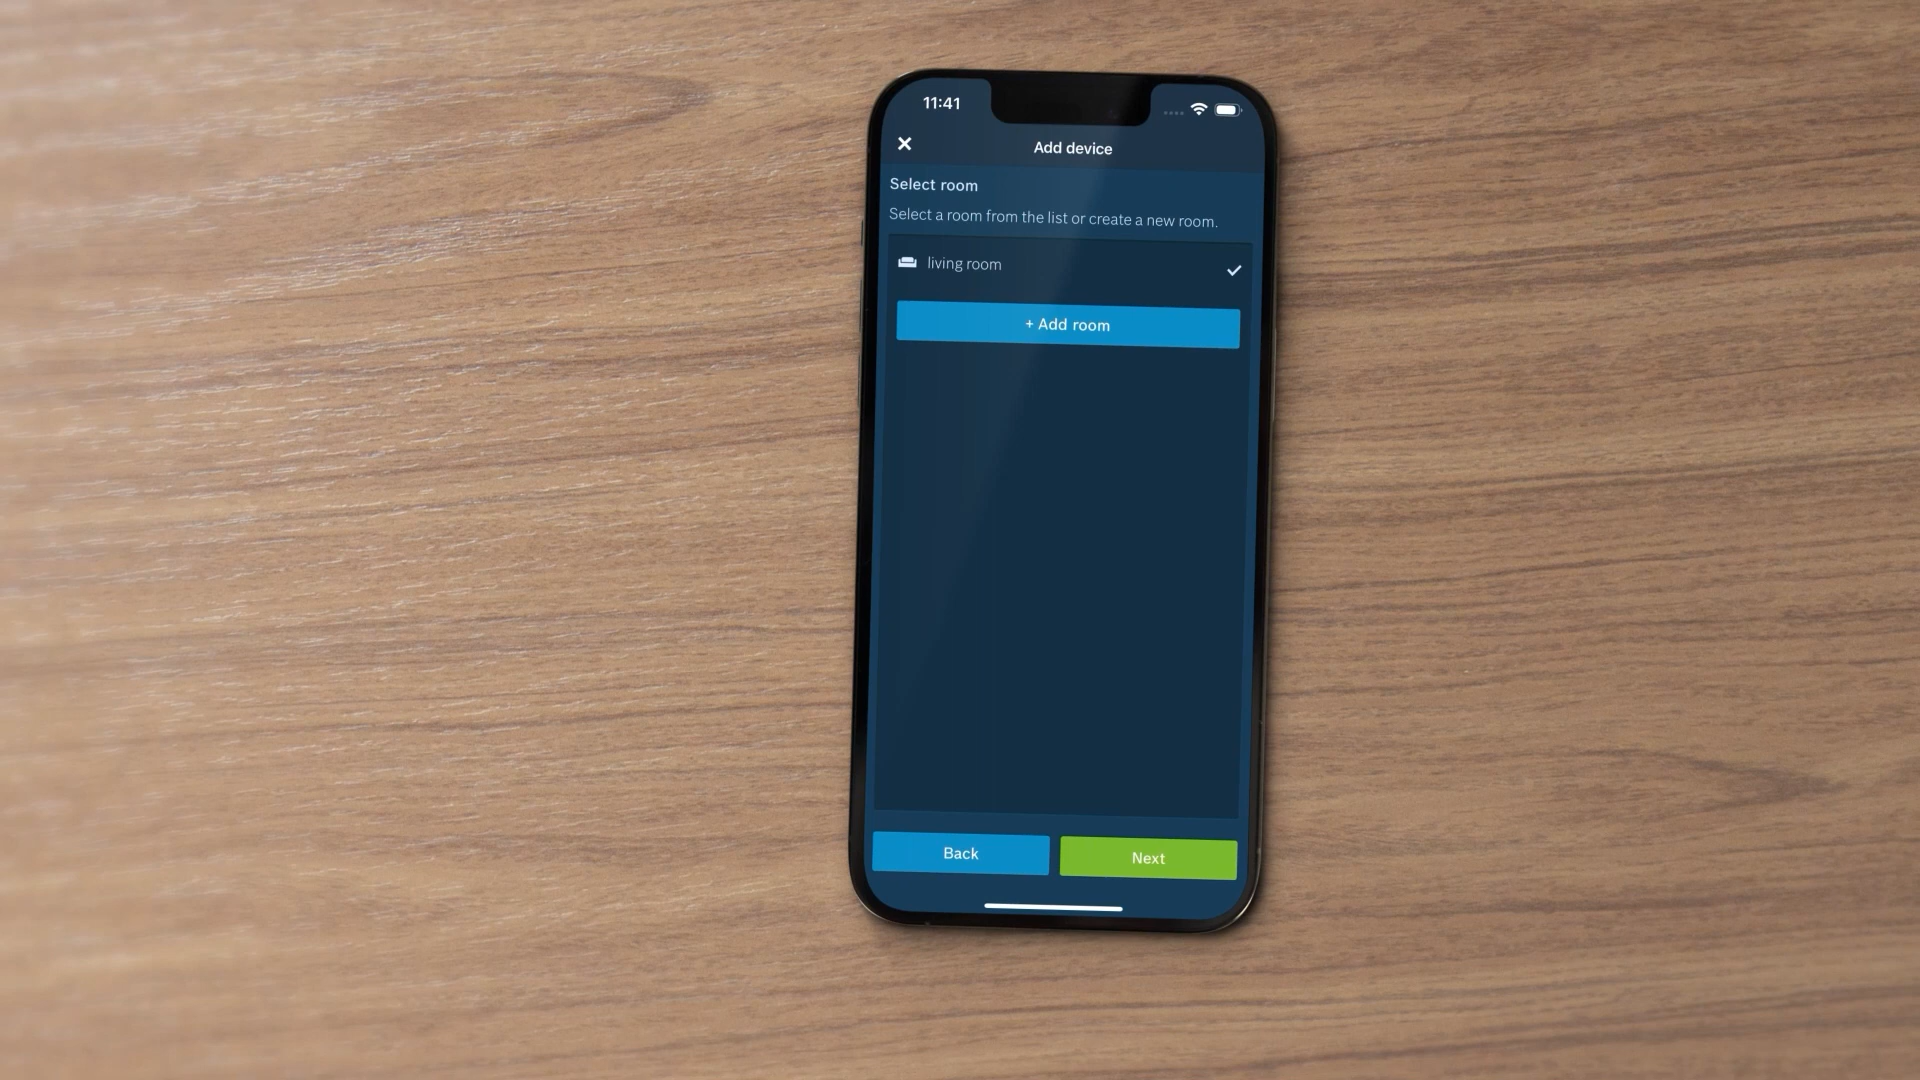 11:41
Add device
Select room
Select a room from the list or create a new room.
living room
+ Add room
Back
Next